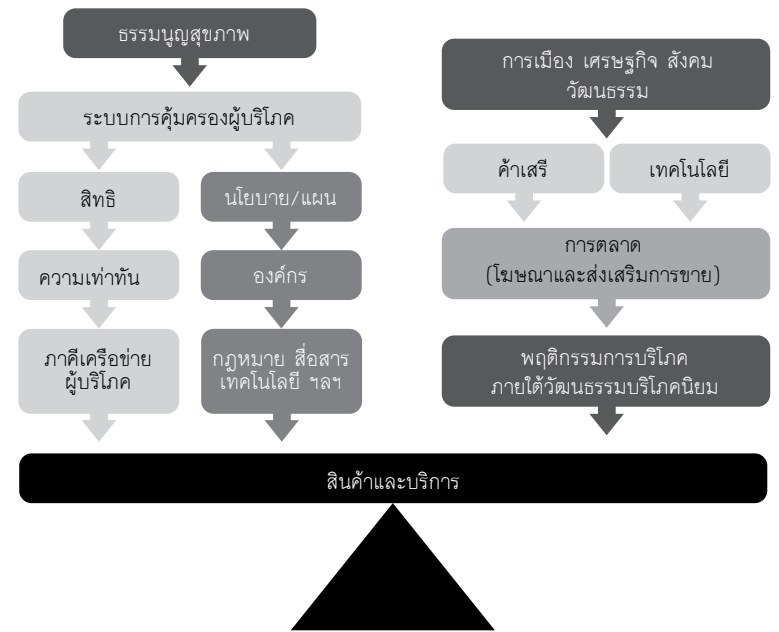 ธรรมนูญสุขภาพ
ระบบการคุ้มครองผู้บริโภค
สิทธิ
นโยบาย/แผน
ความเท่าทัน
องค์กร
ภาคีเครือข่าย
ผู้บริโภค
กฎหมาย สื่อสาร
เทคโนโลยี ฯลฯ
การเมือง เศรษฐกิจ สังคม
วัฒนธรรม
ค้าเสรี
เทคโนโลยี
การตลาด
(โฆษณาและส่งเสริมการขาย)
พฤติกรรมการบริโภค
ภายใต้วัฒนธรรมบริโภคนิยม
สินค้าและบริการ